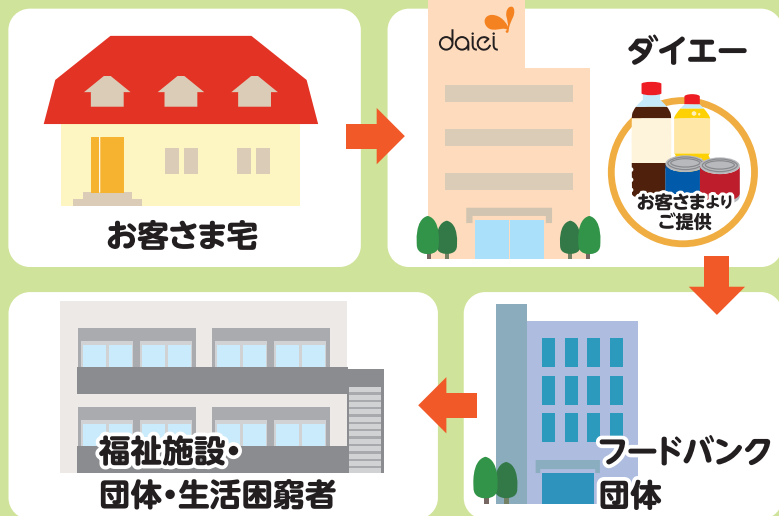 お客さま宅
daiei
ダイエー
お客さまより
ご提供
フードバンク
団体
福祉施設・
団体・生活困窮者